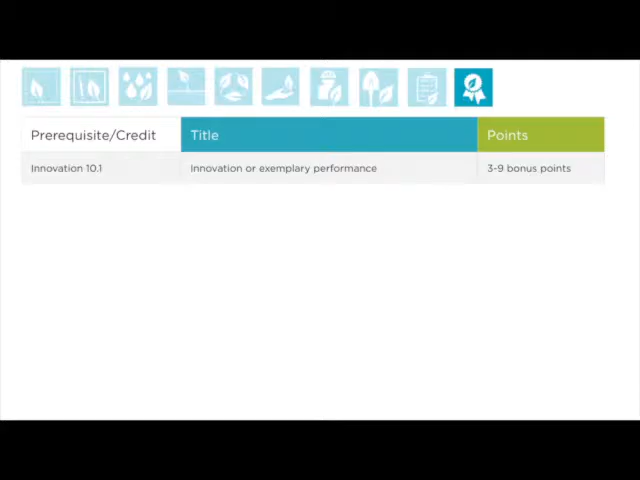 Prerequisite/Credit Title Points
Innovation 10.1 Innovation or exemplary performance 3-9 bonus points